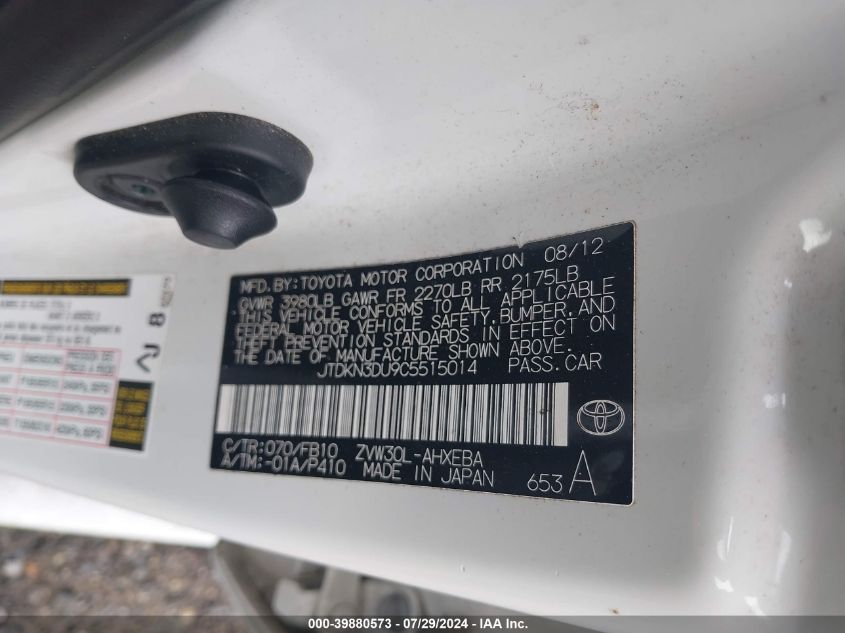 MFD. BY: TOYOTA MOTOR CORPORATION 08/12
GVWR 3980LB GAWR FR 2270LB RR 2175LB
THIS VEHICLE CONFORMS TO ALL APPLICABLE
FEDERAL MOTOR VEHICLE SAFETY, BUMPER, AND
THEFT PREVENTION STANDARDS IN EFFECT ON
THE DATE OF MANUFACTURE SHOWN ABOVE.
JTDKN3DU9C5515014 PASS. CAR
C/TR: 070/FB10 ZVW30L-AHXEBA
A/TM: -01A/P410 MADE IN JAPAN 653 A
000-39880573 - 07/29/2024 - IAA Inc.